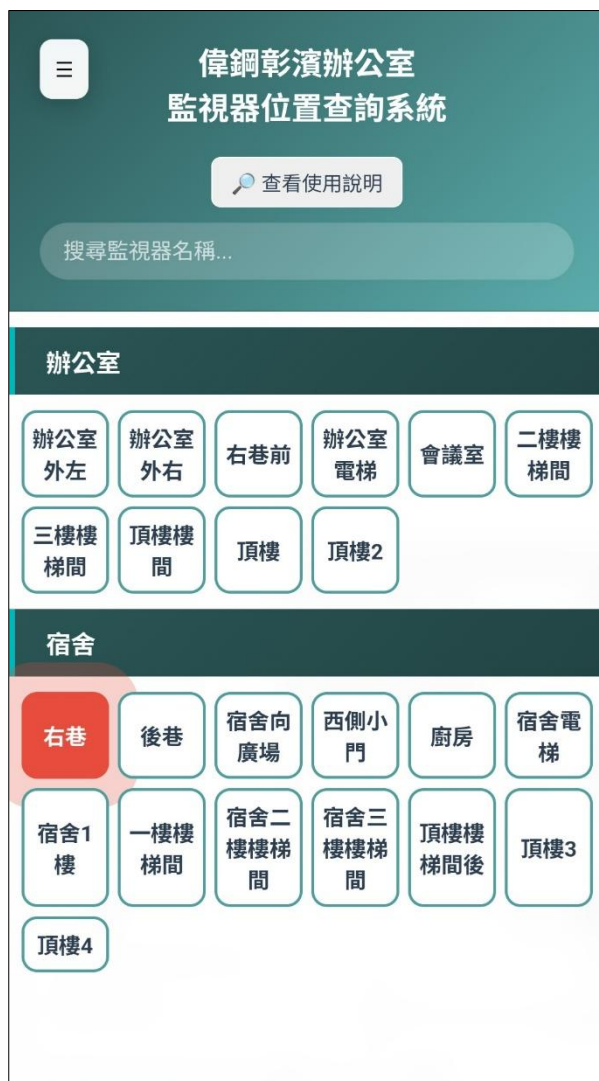 ☰
偉鋼彰濱辦公室
監視器位置查詢系統
🔎 查看使用說明
搜尋監視器名稱...
辦公室
辦公室
外左
辦公室
外右
右巷前
辦公室
電梯
會議室
二樓樓
梯間
三樓樓
梯間
頂樓樓
間
頂樓
頂樓2
宿舍
右巷
後巷
宿舍向
廣場
西側小
門
廚房
宿舍電
梯
宿舍1
樓
一樓樓
梯間
宿舍二
樓樓梯
間
宿舍三
樓樓梯
間
頂樓樓
梯間後
頂樓3
頂樓4